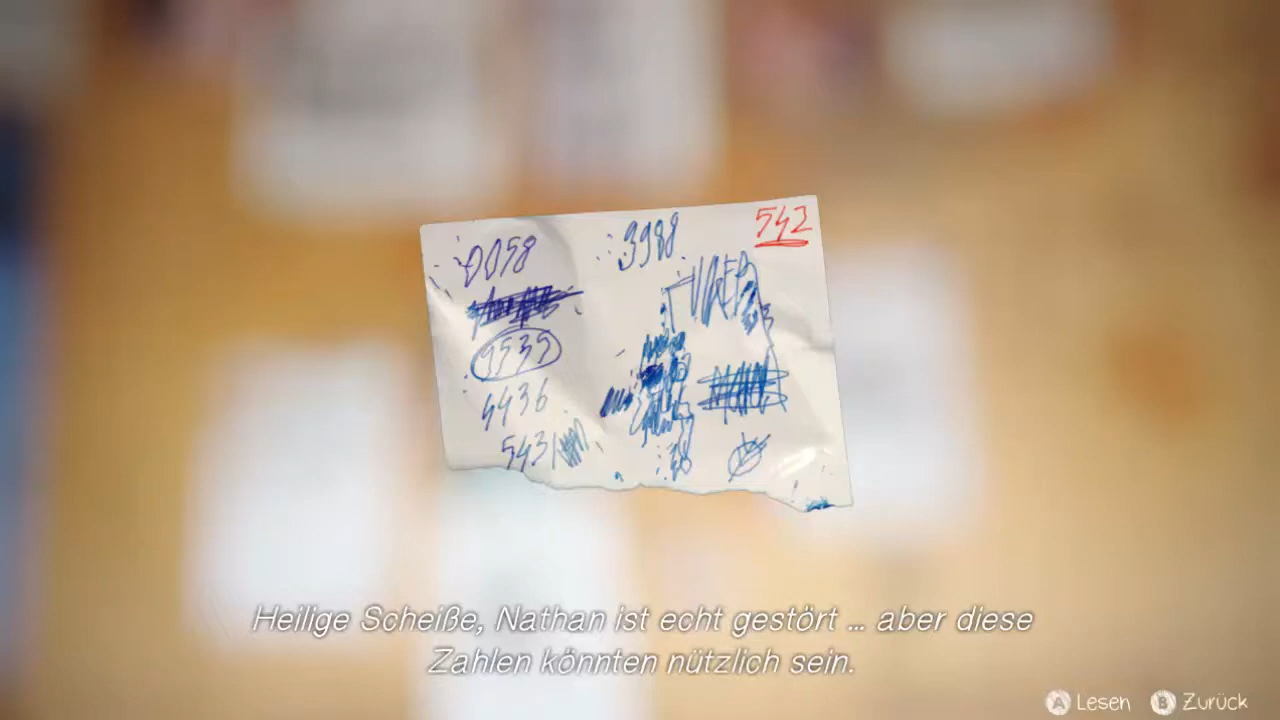 0058
3988
542
9539
4436
543
Heilige Scheiße, Nathan ist echt gestört ... aber diese
Zahlen könnten nützlich sein.
A Lesen B Zurück